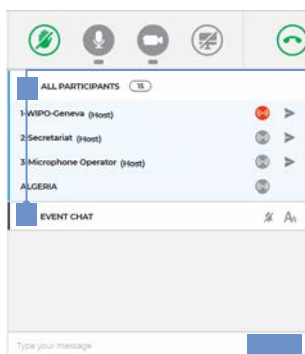 ALL PARTICIPANTS 15
1-WIPO-Geneva (Host)
2-Secretariat (Host)
3-Microphone Operator (Host)
ALGERIA
EVENT CHAT AA
Type your message